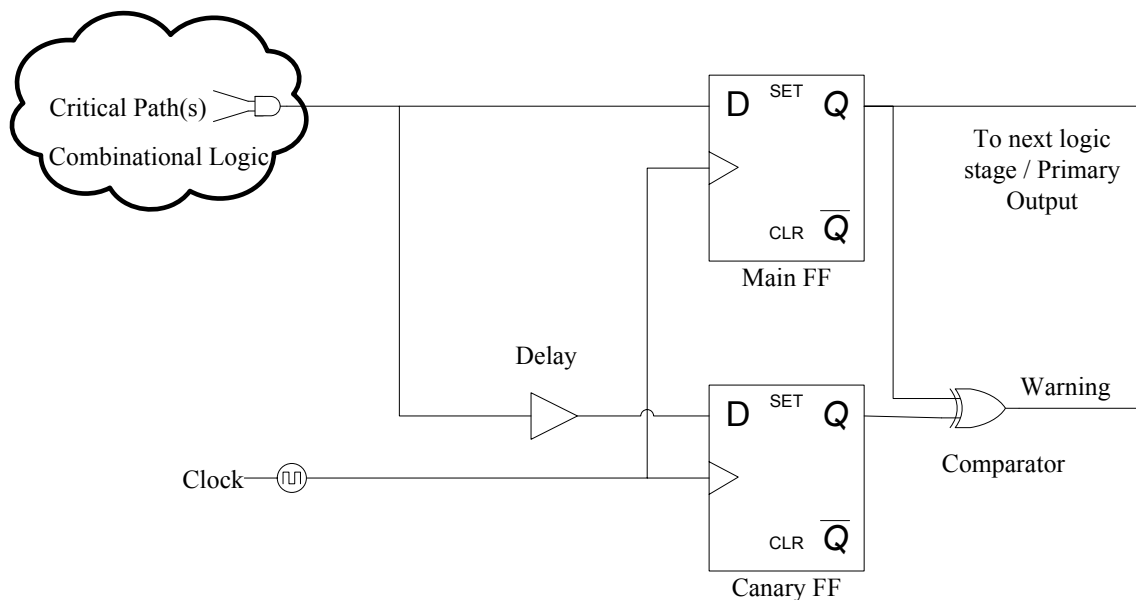 Critical Path(s)
Combinational Logic
D SET Q
CLR Q̅
Main FF
To next logic
stage / Primary
Output
Delay
D SET Q
CLR Q̅
Canary FF
Warning
Comparator
Clock